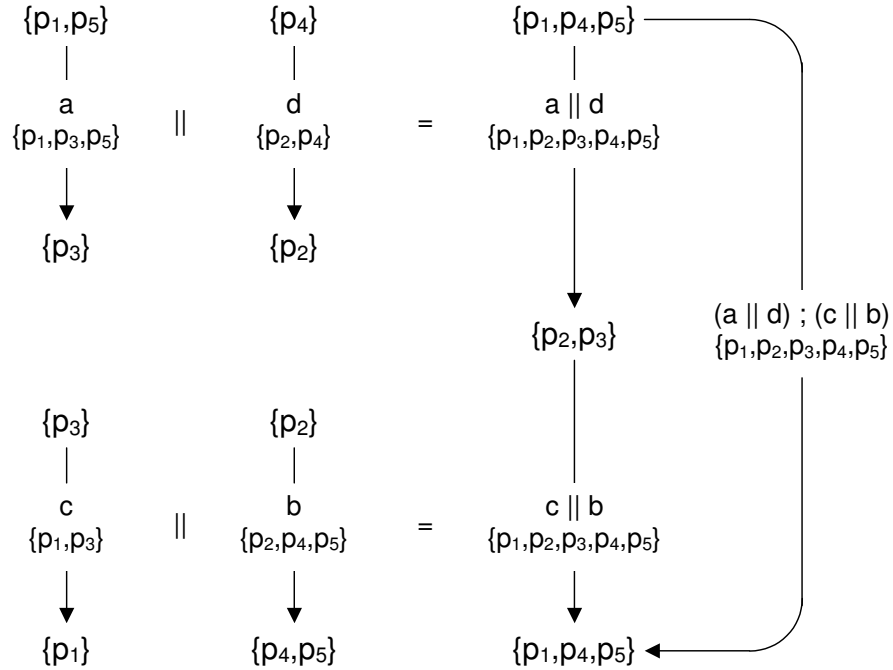 {p₁,p₅} {p₄} {p₁,p₄,p₅}
a || d = a || d
{p₁,p₃,p₅} {p₂,p₄} {p₁,p₂,p₃,p₄,p₅}
{p₃} {p₂}
{p₂,p₃}
(a || d) ; (c || b)
{p₁,p₂,p₃,p₄,p₅}
{p₃} {p₂}
c || b = c || b
{p₁,p₃} {p₂,p₄,p₅} {p₁,p₂,p₃,p₄,p₅}
{p₁} {p₄,p₅} {p₁,p₄,p₅}